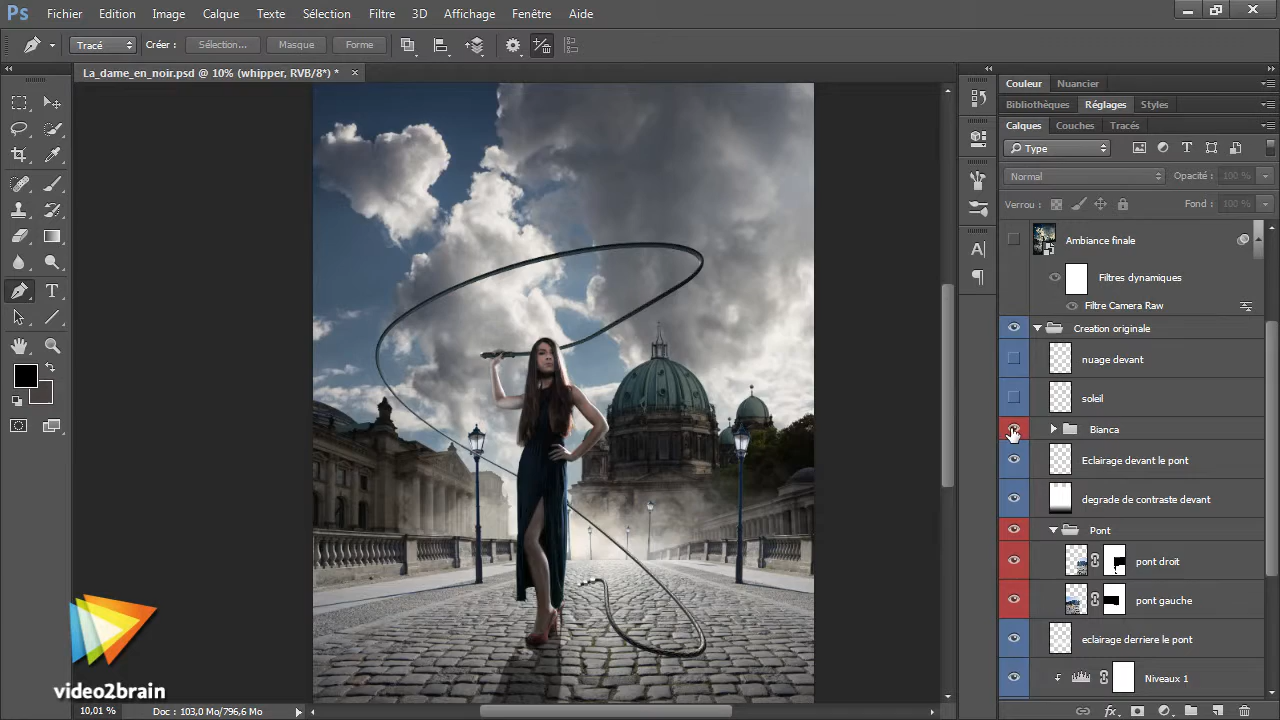 Ps Fichier Edition Image Calque Texte Sélection Filtre 3D Affichage Fenêtre Aide
Tracé Créer : Sélection... Masque Forme
La_dame_en_noir.psd @ 10% (whipper, RVB/8*) *
Couleur Nuancier
Bibliothèques Réglages Styles
Calques Couches Tracés
Type
Normal Opacité : 100 %
Verrou : Fond : 100 %
Ambiance finale
Filtres dynamiques
Filtre Camera Raw
Creation originale
nuage devant
soleil
Bianca
Eclairage devant le pont
degrade de contraste devant
Pont
pont droit
pont gauche
eclairage derriere le pont
Niveaux 1
video2brain
10,01 % Doc : 103,0 Mo/796,6 Mo